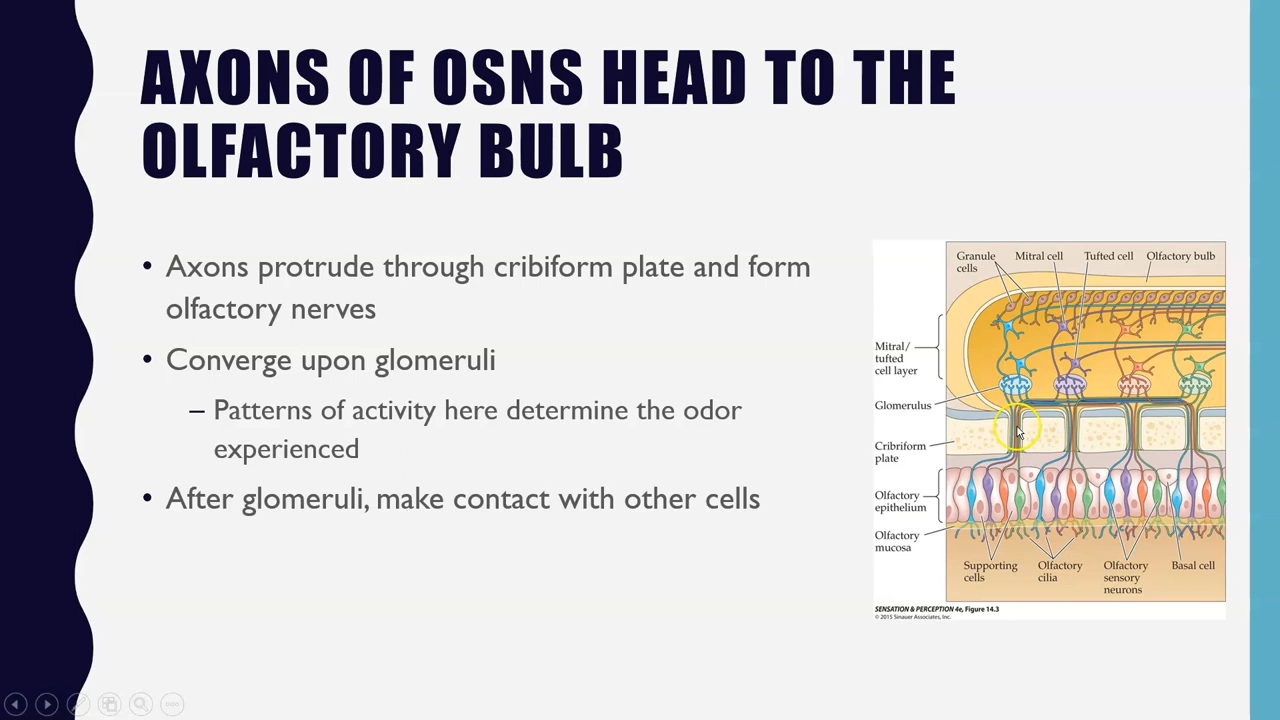 AXONS OF OSNS HEAD TO THE
OLFACTORY BULB
• Axons protrude through cribiform plate and form
olfactory nerves
• Converge upon glomeruli
– Patterns of activity here determine the odor
experienced
• After glomeruli, make contact with other cells
Granule
cells
Mitral cell
Tufted cell
Olfactory bulb
Mitral/
tufted
cell layer
Glomerulus
Cribriform
plate
Olfactory
epithelium
Olfactory
mucosa
Supporting
cells
Olfactory
cilia
Olfactory
sensory
neurons
Basal cell
SENSATION & PERCEPTION 4e, Figure 14.3
© 2015 Sinauer Associates, Inc.